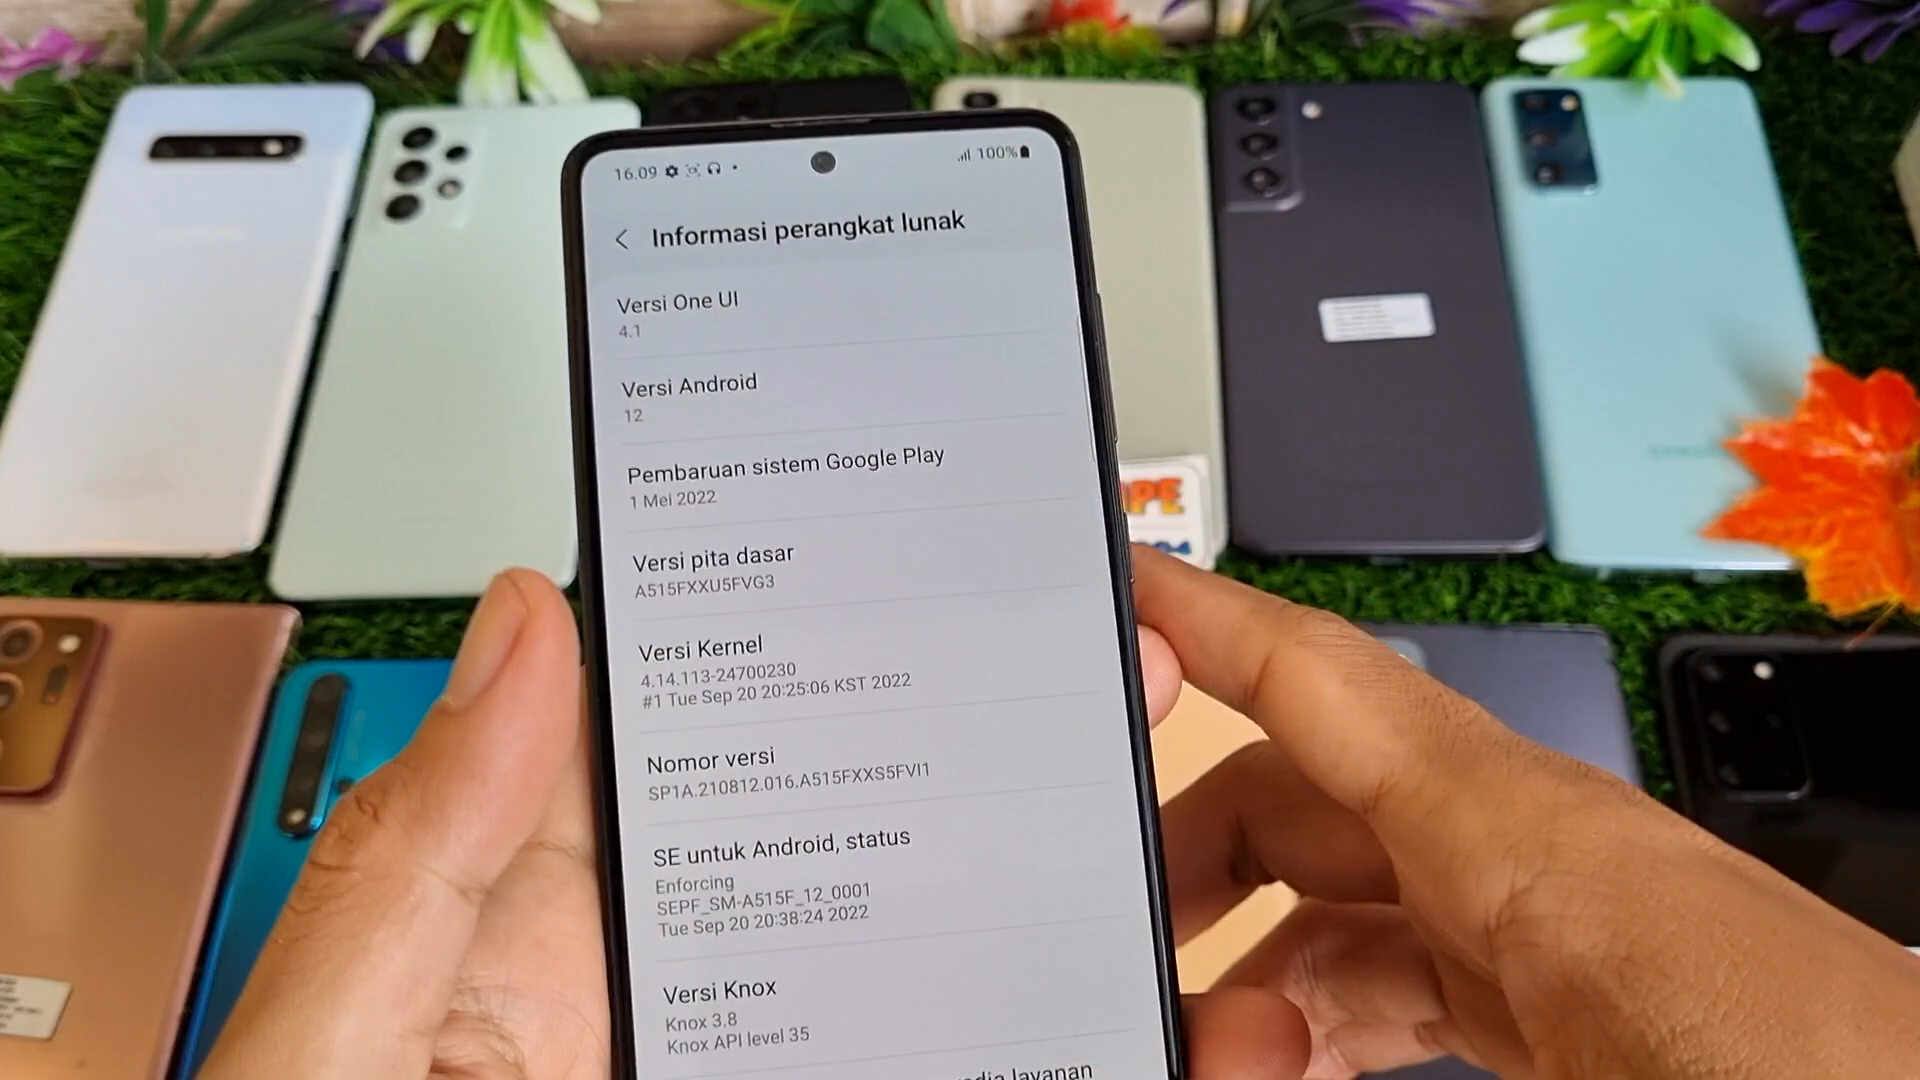 16.09
100%
Informasi perangkat lunak
Versi One UI
4.1
Versi Android
12
Pembaruan sistem Google Play
1 Mei 2022
Versi pita dasar
A515FXXU5FVG3
Versi Kernel
4.14.113-24700230
#1 Tue Sep 20 20:25:06 KST 2022
Nomor versi
SP1A.210812.016.A515FXXS5FVI1
SE untuk Android, status
Enforcing
SEPF_SM-A515F_12_0001
Tue Sep 20 20:38:24 2022
Versi Knox
Knox 3.8
Knox API level 35
layanan